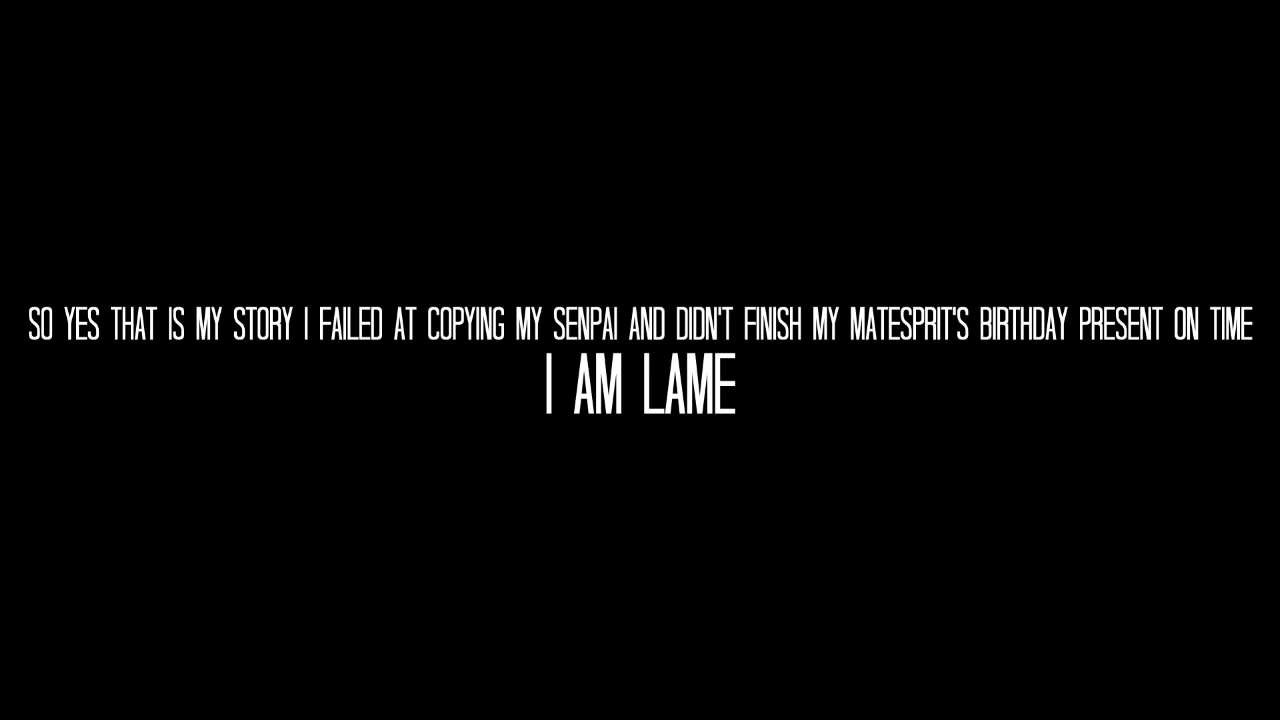 SO YES THAT IS MY STORY I FAILED AT COPYING MY SENPAI AND DIDN'T FINISH MY MATESPRIT'S BIRTHDAY PRESENT ON TIME
I AM LAME